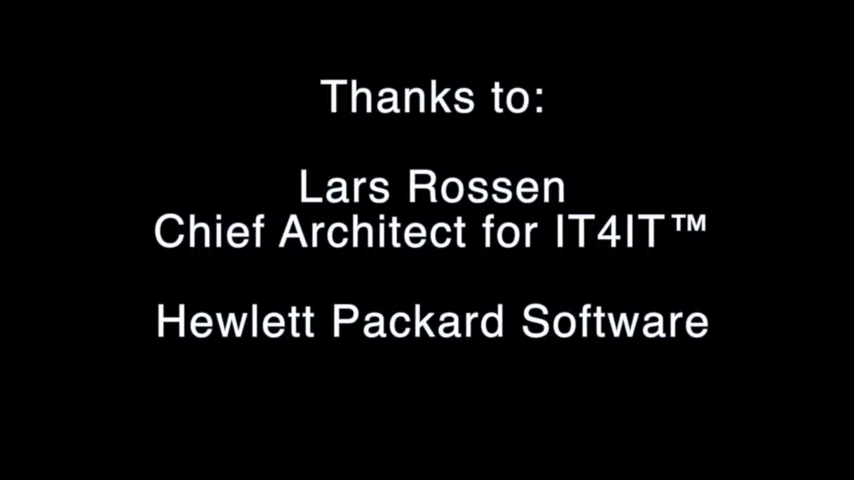 Thanks to:
Lars Rossen
Chief Architect for IT4IT™
Hewlett Packard Software